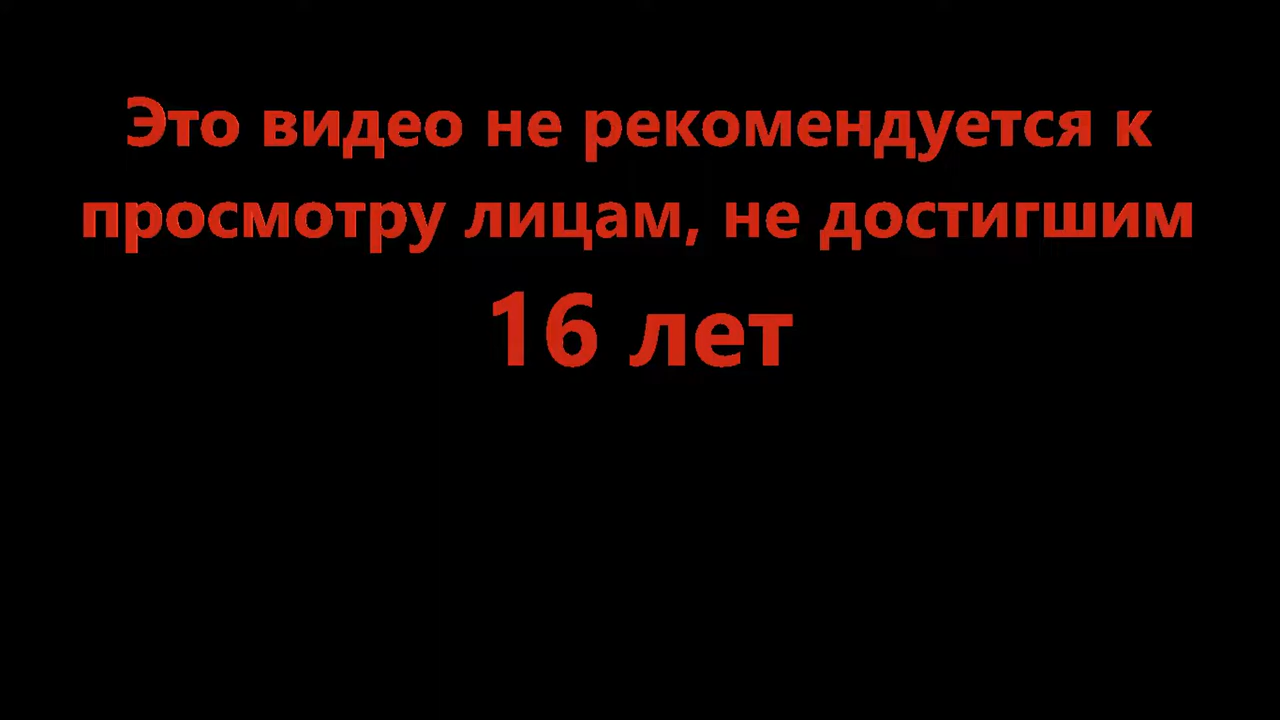 Это видео не рекомендуется к
просмотру лицам, не достигшим
16 лет